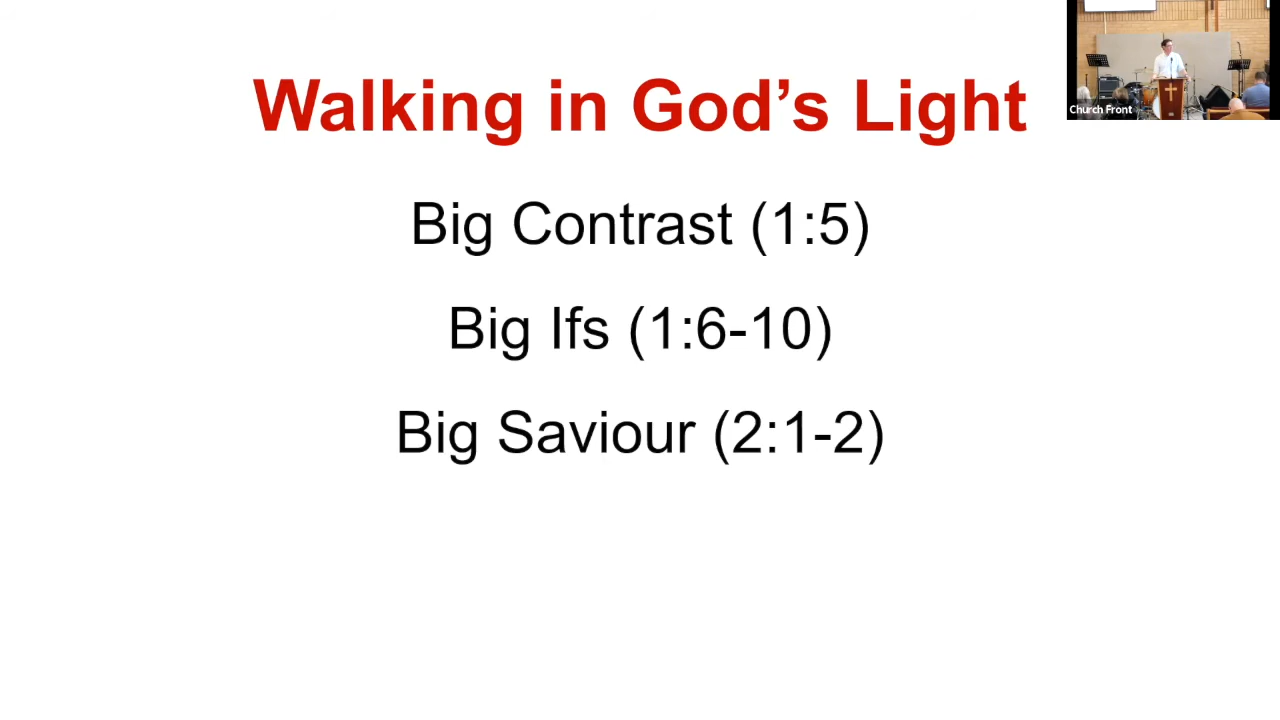 Walking in God’s Light
Big Contrast (1:5)
Big Ifs (1:6-10)
Big Saviour (2:1-2)
Church Front